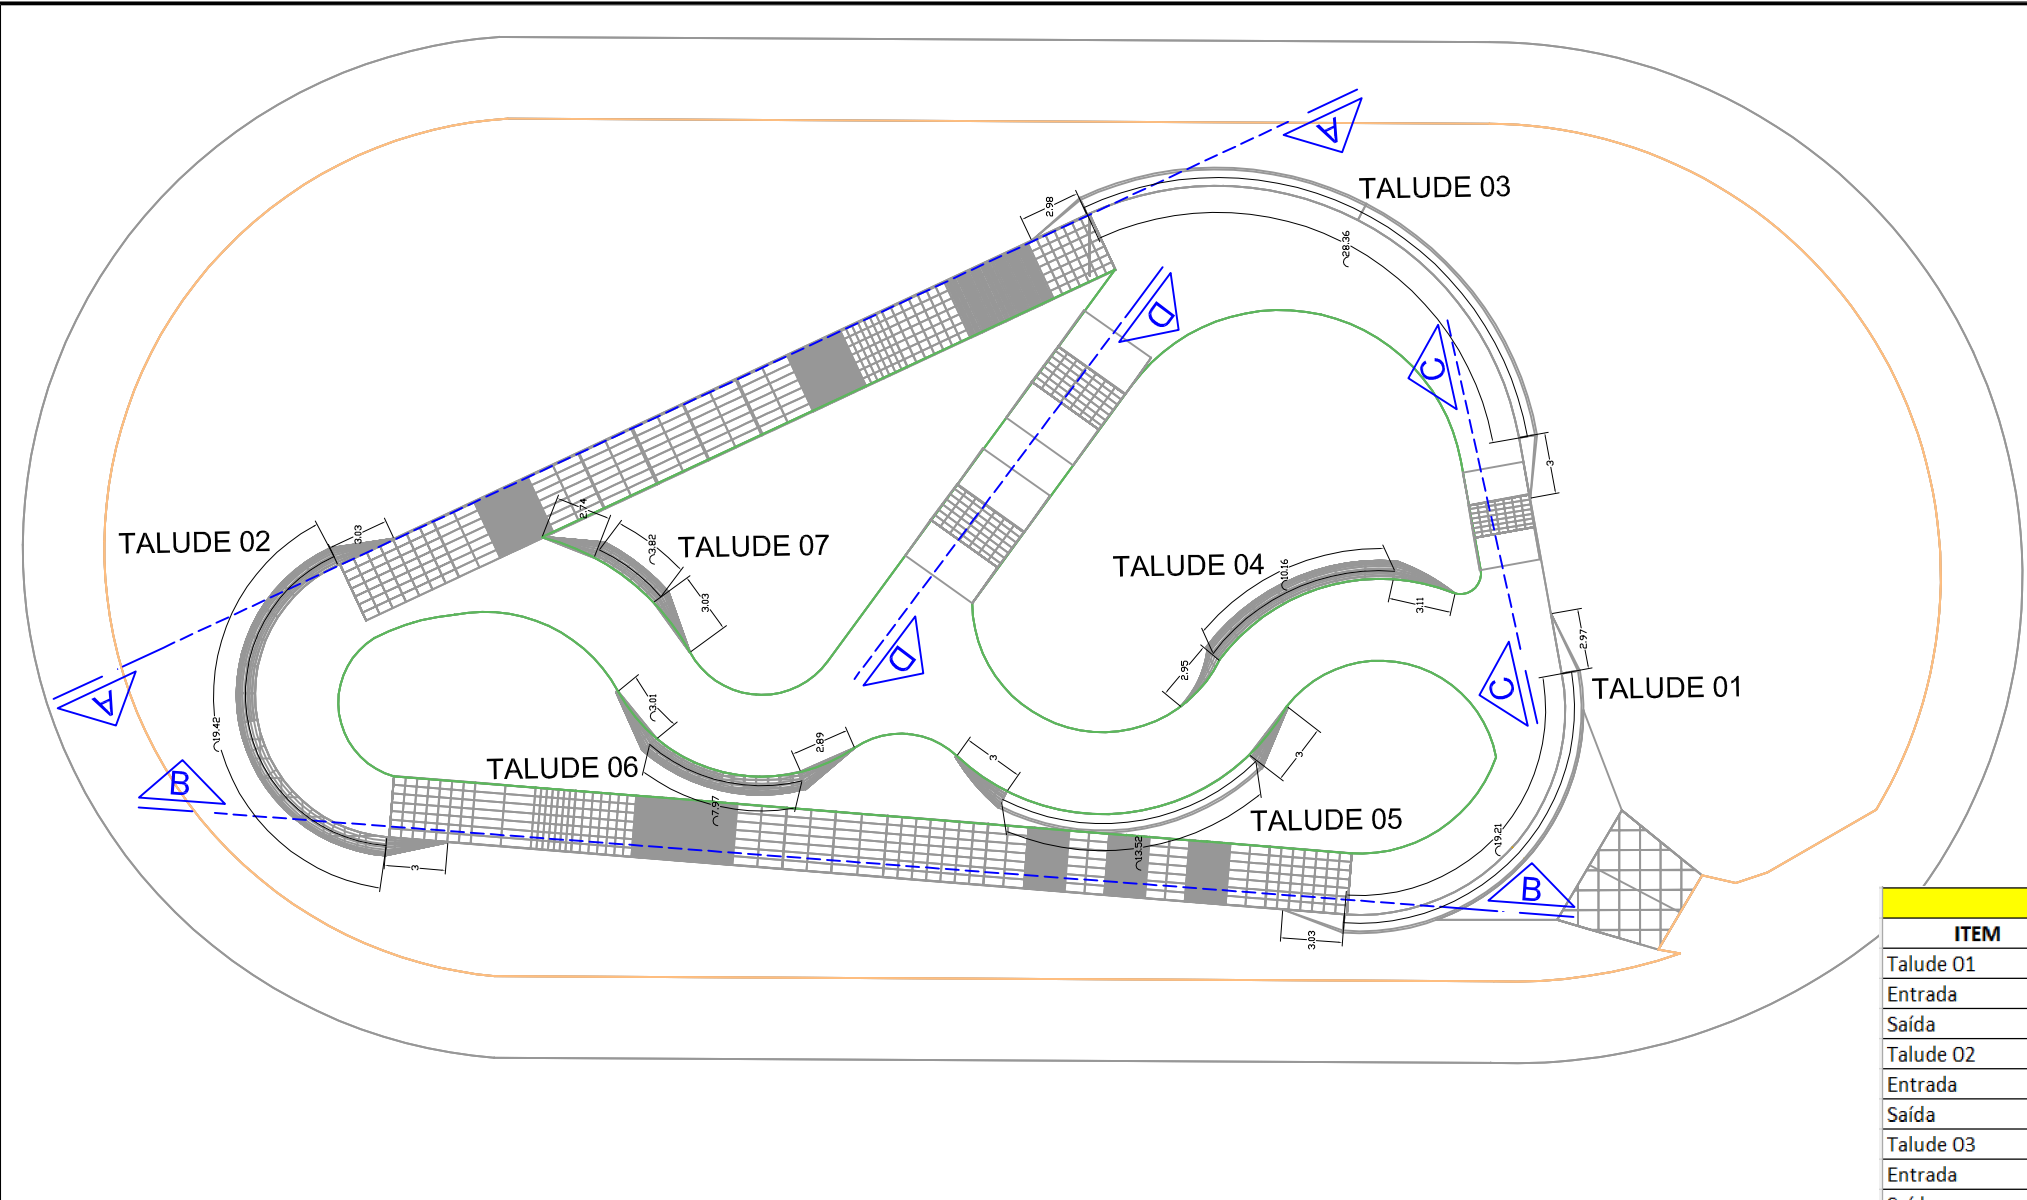 A
TALUDE 03
2.98
28.36
D
C
3
2.74
3.82
TALUDE 02
3.03
TALUDE 07
TALUDE 04
10.16
3.11
3.03
2.97
D
2.95
C
TALUDE 01
A
3.01
19.42
2.89
3
3
TALUDE 06
B
7.97
TALUDE 05
13.52
19.21
3
B
3.03
ITEM
Talude 01
Entrada
Saída
Talude 02
Entrada
Saída
Talude 03
Entrada